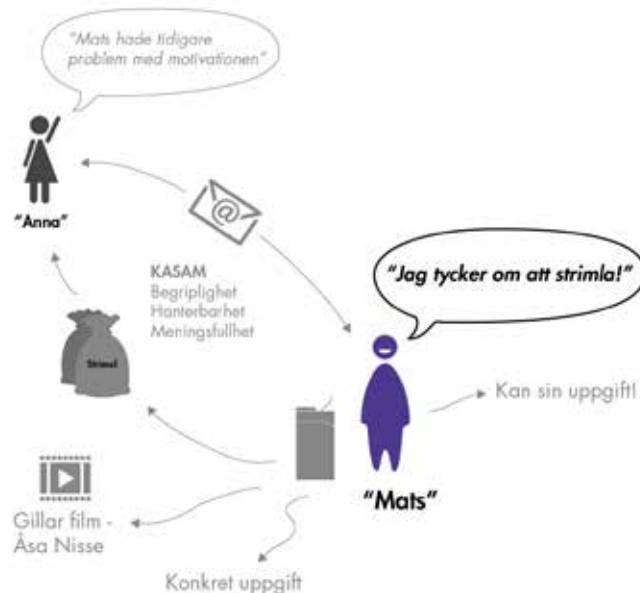 "Mats hade tidigare
problem med motivationen"
"Anna"
@
KASAM
Begriplighet
Hanterbarhet
Meningsfullhet
"Jag tycker om att strimla!"
Strimel
Kan sin uppgift!
"Mats"
Gillar film -
Åsa Nisse
Konkret uppgift